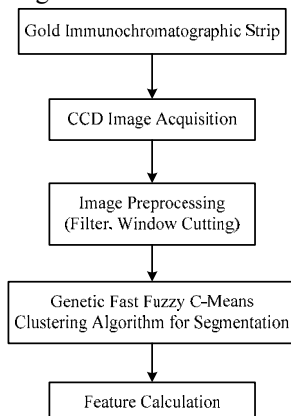 Gold Immunochromatographic Strip
CCD Image Acquisition
Image Preprocessing
(Filter、Window Cutting)
Genetic Fast Fuzzy C-Means
Clustering Algorithm for Segmentation
Feature Calculation